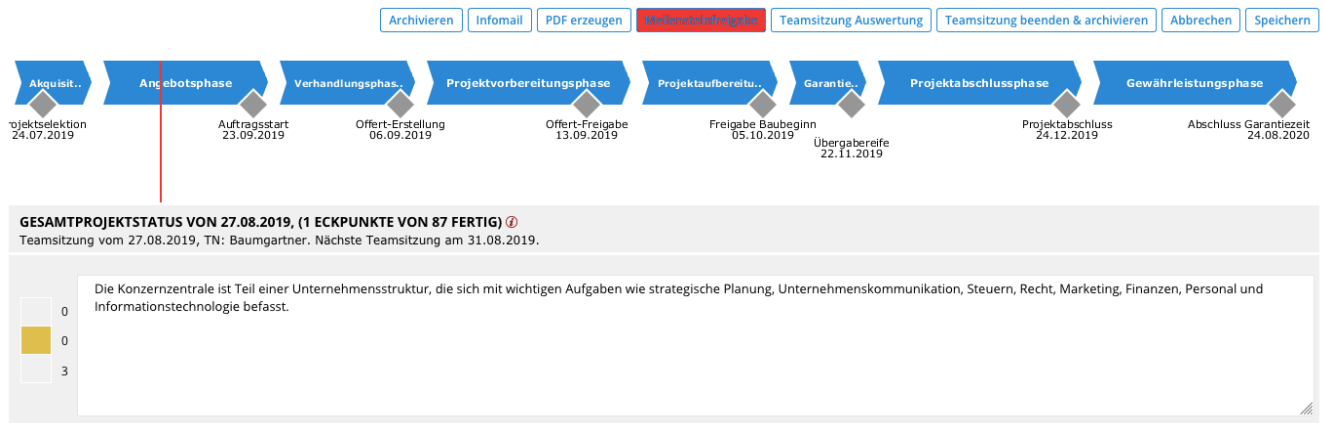 Archivieren Infomail PDF erzeugen Meilensteinfreigabe Teamsitzung Auswertung Teamsitzung beenden & archivieren Abbrechen Speichern
Akquisit.. Angebotsphase Verhandlungsphas.. Projektvorbereitungsphase Projektaufbereitu.. Garantie.. Projektabschlussphase Gewährleistungsphase
rojektselektion Auftragsstart Offert-Erstellung Offert-Freigabe Freigabe Baubeginn Projektabschluss Abschluss Garantiezeit
24.07.2019 23.09.2019 06.09.2019 13.09.2019 05.10.2019 24.12.2019 24.08.2020
Übergabereife
22.11.2019
GESAMTPROJEKTSTATUS VON 27.08.2019, (1 ECKPUNKTE VON 87 FERTIG) i
Teamsitzung vom 27.08.2019, TN: Baumgartner. Nächste Teamsitzung am 31.08.2019.
Die Konzernzentrale ist Teil einer Unternehmensstruktur, die sich mit wichtigen Aufgaben wie strategische Planung, Unternehmenskommunikation, Steuern, Recht, Marketing, Finanzen, Personal und
Informationstechnologie befasst.
0
0
3